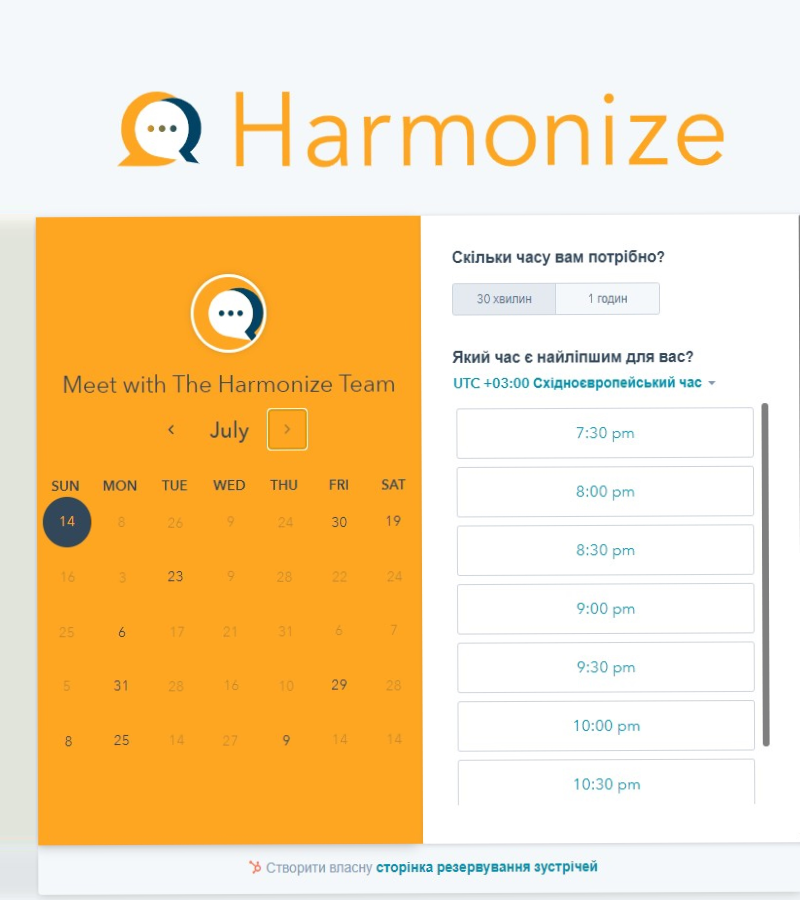 Harmonize
Meet with The Harmonize Team
July
SUN MON TUE WED THU FRI SAT
14 8 26 9 24 30 19
16 3 23 9 28 22 24
25 6 17 21 31 6 7
5 31 28 16 10 29 28
8 25 14 27 9 14 14
Скільки часу вам потрібно?
30 хвилин 1 годин
Який час є найліпшим для вас?
UTC +03:00 Східноєвропейський час
7:30 pm
8:00 pm
8:30 pm
9:00 pm
9:30 pm
10:00 pm
10:30 pm
Створити власну сторінка резервування зустрічей